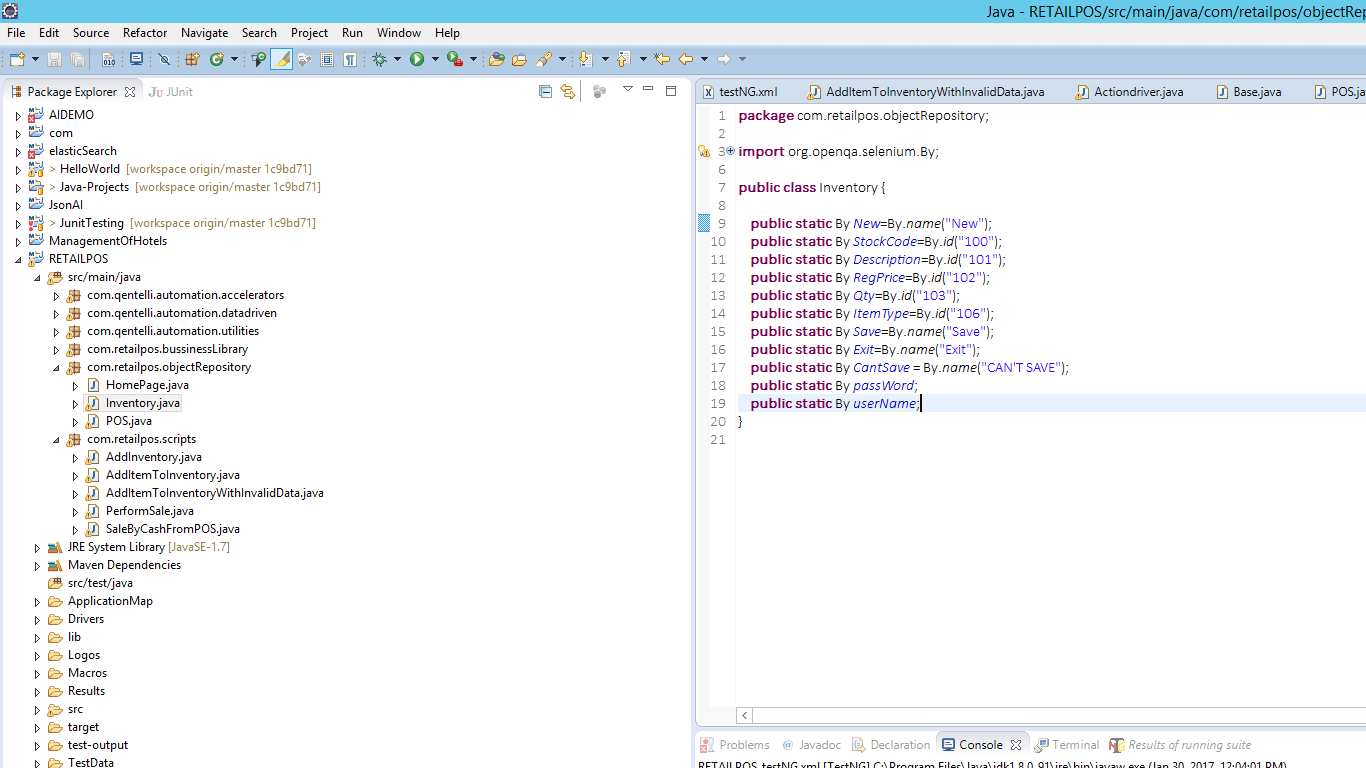 Java - RETAILPOS/src/main/java/com/retailpos/objectRep
File Edit Source Refactor Navigate Search Project Run Window Help
Package Explorer JUnit
AIDEMO
com
elasticSearch
> HelloWorld [workspace origin/master 1c9bd71]
> Java-Projects [workspace origin/master 1c9bd71]
JsonAI
> JunitTesting [workspace origin/master 1c9bd71]
ManagementOfHotels
RETAILPOS
src/main/java
com.qentelli.automation.accelerators
com.qentelli.automation.datadriven
com.qentelli.automation.utilities
com.retailpos.bussinessLibrary
com.retailpos.objectRepository
HomePage.java
Inventory.java
POS.java
com.retailpos.scripts
AddInventory.java
AddItemToInventory.java
AddItemToInventoryWithInvalidData.java
PerformSale.java
SaleByCashFromPOS.java
JRE System Library [JavaSE-1.7]
Maven Dependencies
src/test/java
ApplicationMap
Drivers
lib
Logos
Macros
Results
src
target
test-output
TestData
testNG.xml AddItemToInventoryWithInvalidData.java Actiondriver.java Base.java POS.ja
1 package com.retailpos.objectRepository;
2
3 import org.openqa.selenium.By;
6
7 public class Inventory {
8
9 public static By New=By.name("New");
10 public static By StockCode=By.id("100");
11 public static By Description=By.id("101");
12 public static By RegPrice=By.id("102");
13 public static By Qty=By.id("103");
14 public static By ItemType=By.id("106");
15 public static By Save=By.name("Save");
16 public static By Exit=By.name("Exit");
17 public static By CantSave = By.name("CAN'T SAVE");
18 public static By passWord;
19 public static By userName;
20 }
21
Problems Javadoc Declaration Console Terminal Results of running suite
RETAILPOS_testNG.xml [TestNG] C:\Program Files\Java\jdk1.8.0_91\jre\bin\javaw.exe (Jan 30, 2017, 12:04:01 PM)